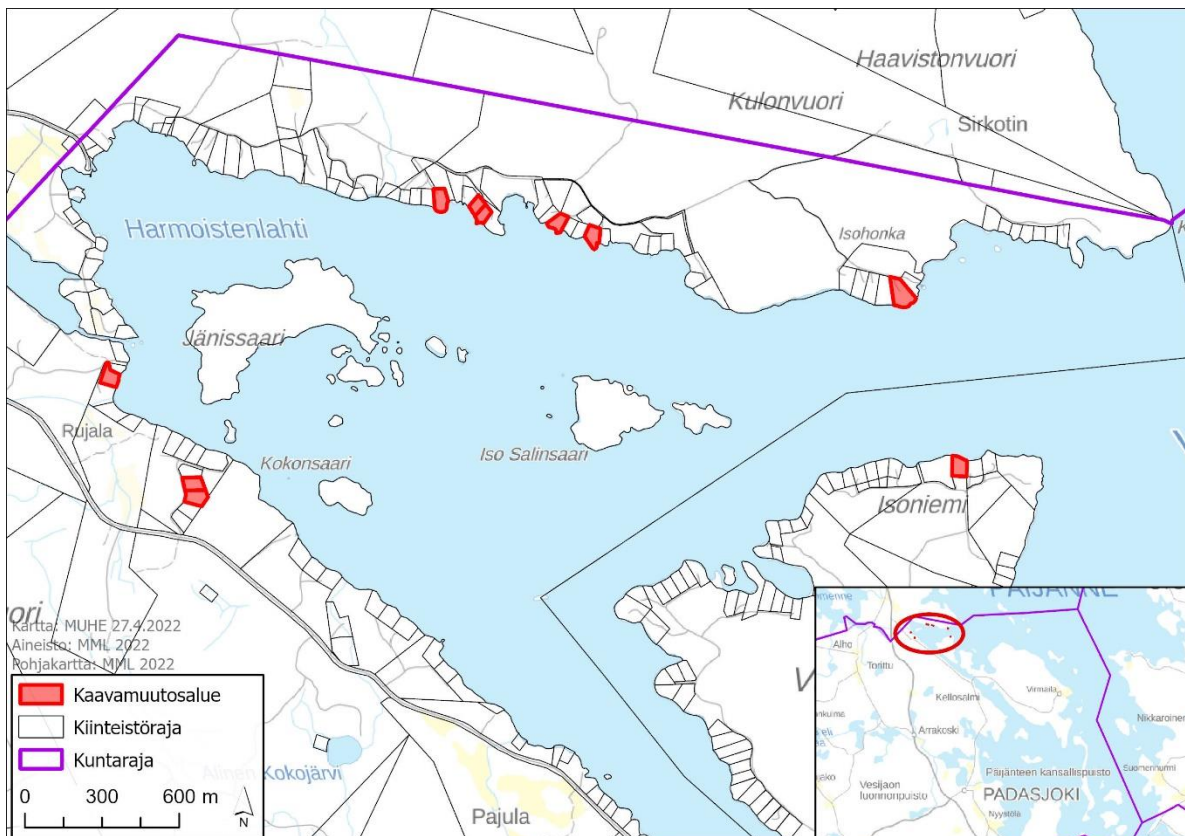 Haavistonvuori
Kulonvuori
Sirkotin
Harmoistenlahti
Isohonka
Jänissaari
Rujala
Kokonsaari
Iso Salinsaari
Isoniemi
Kartta: MUHE 27.4.2022
Aineisto: MML 2022
Pohjakartta: MML 2022
Kaavamuutosalue
Kiinteistöraja
Kuntaraja
0 300 600 m
N
Alinen Kokojärvi
Pajula
PÄIJÄNNE
Alho
Torittu
Virmaila
Kellosalmi
Nikkaroinen
Arrakoski
Päijänteen kansallispuisto
Suomennurmi
Vesijaon
luonnonpuisto
PADASJOKI
Nyystölä